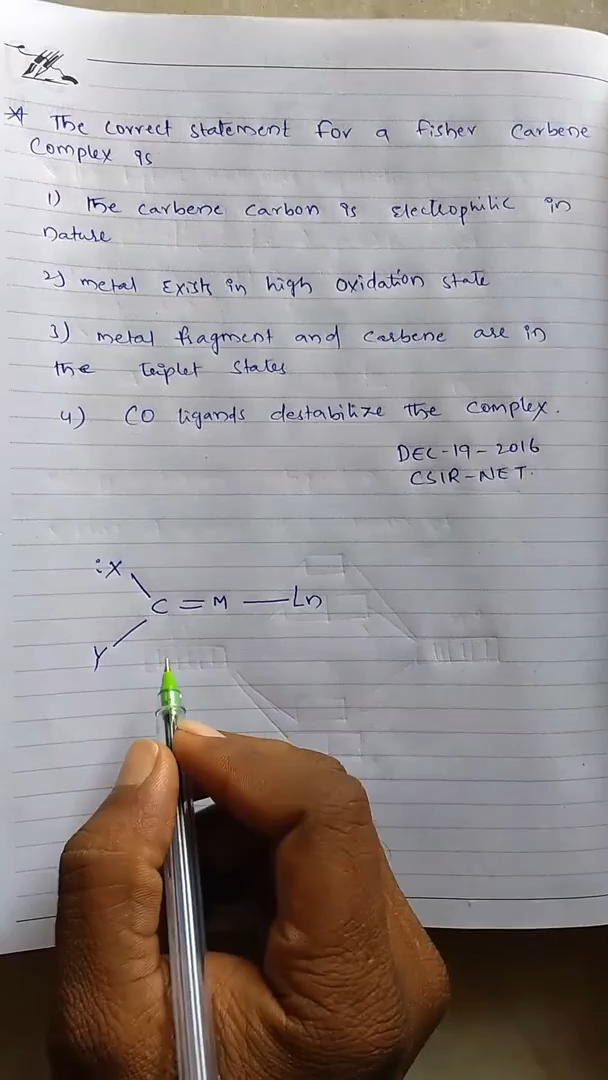 * The correct statement for a fisher Carbene
Complex is
1) The carbene carbon is electrophilic in
Nature
2) metal Exists in high oxidation state
3) metal fragment and carbene are in
the triplet states
4) CO ligands destabilize the complex.
DEC-19-2016
CSIR-NET.
:X
C = M — Ln
Y